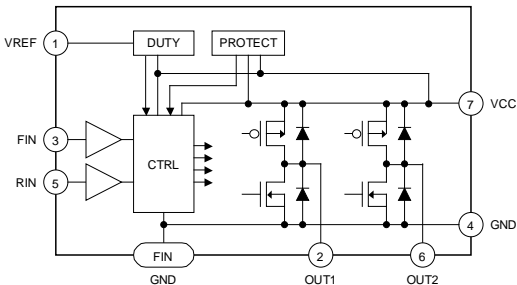 VREF 1 DUTY PROTECT
7 VCC
FIN 3
CTRL
RIN 5
4 GND
FIN 2 6
GND OUT1 OUT2